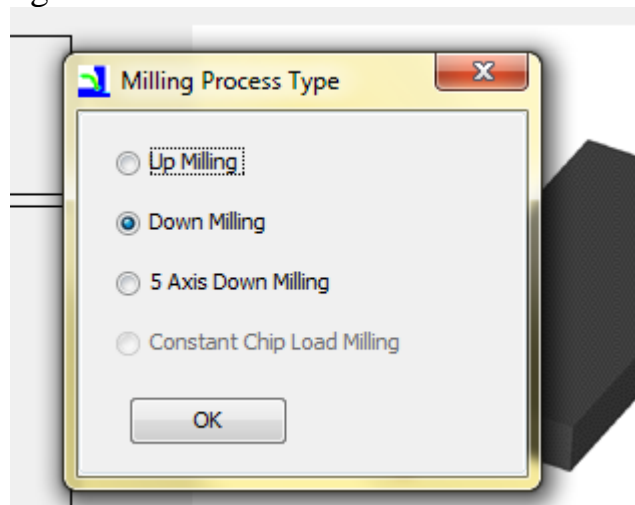 Milling Process Type
Up Milling
Down Milling
5 Axis Down Milling
Constant Chip Load Milling
OK